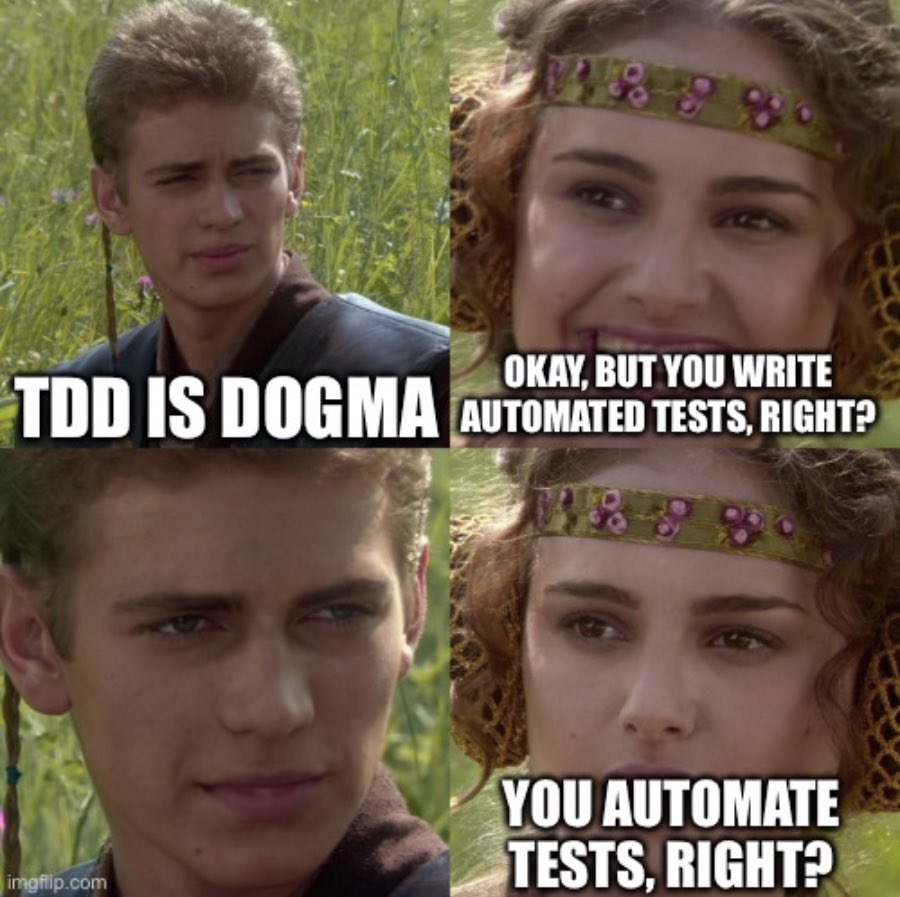 TDD IS DOGMA
OKAY, BUT YOU WRITE
AUTOMATED TESTS, RIGHT?
YOU AUTOMATE
TESTS, RIGHT?
imgflip.com